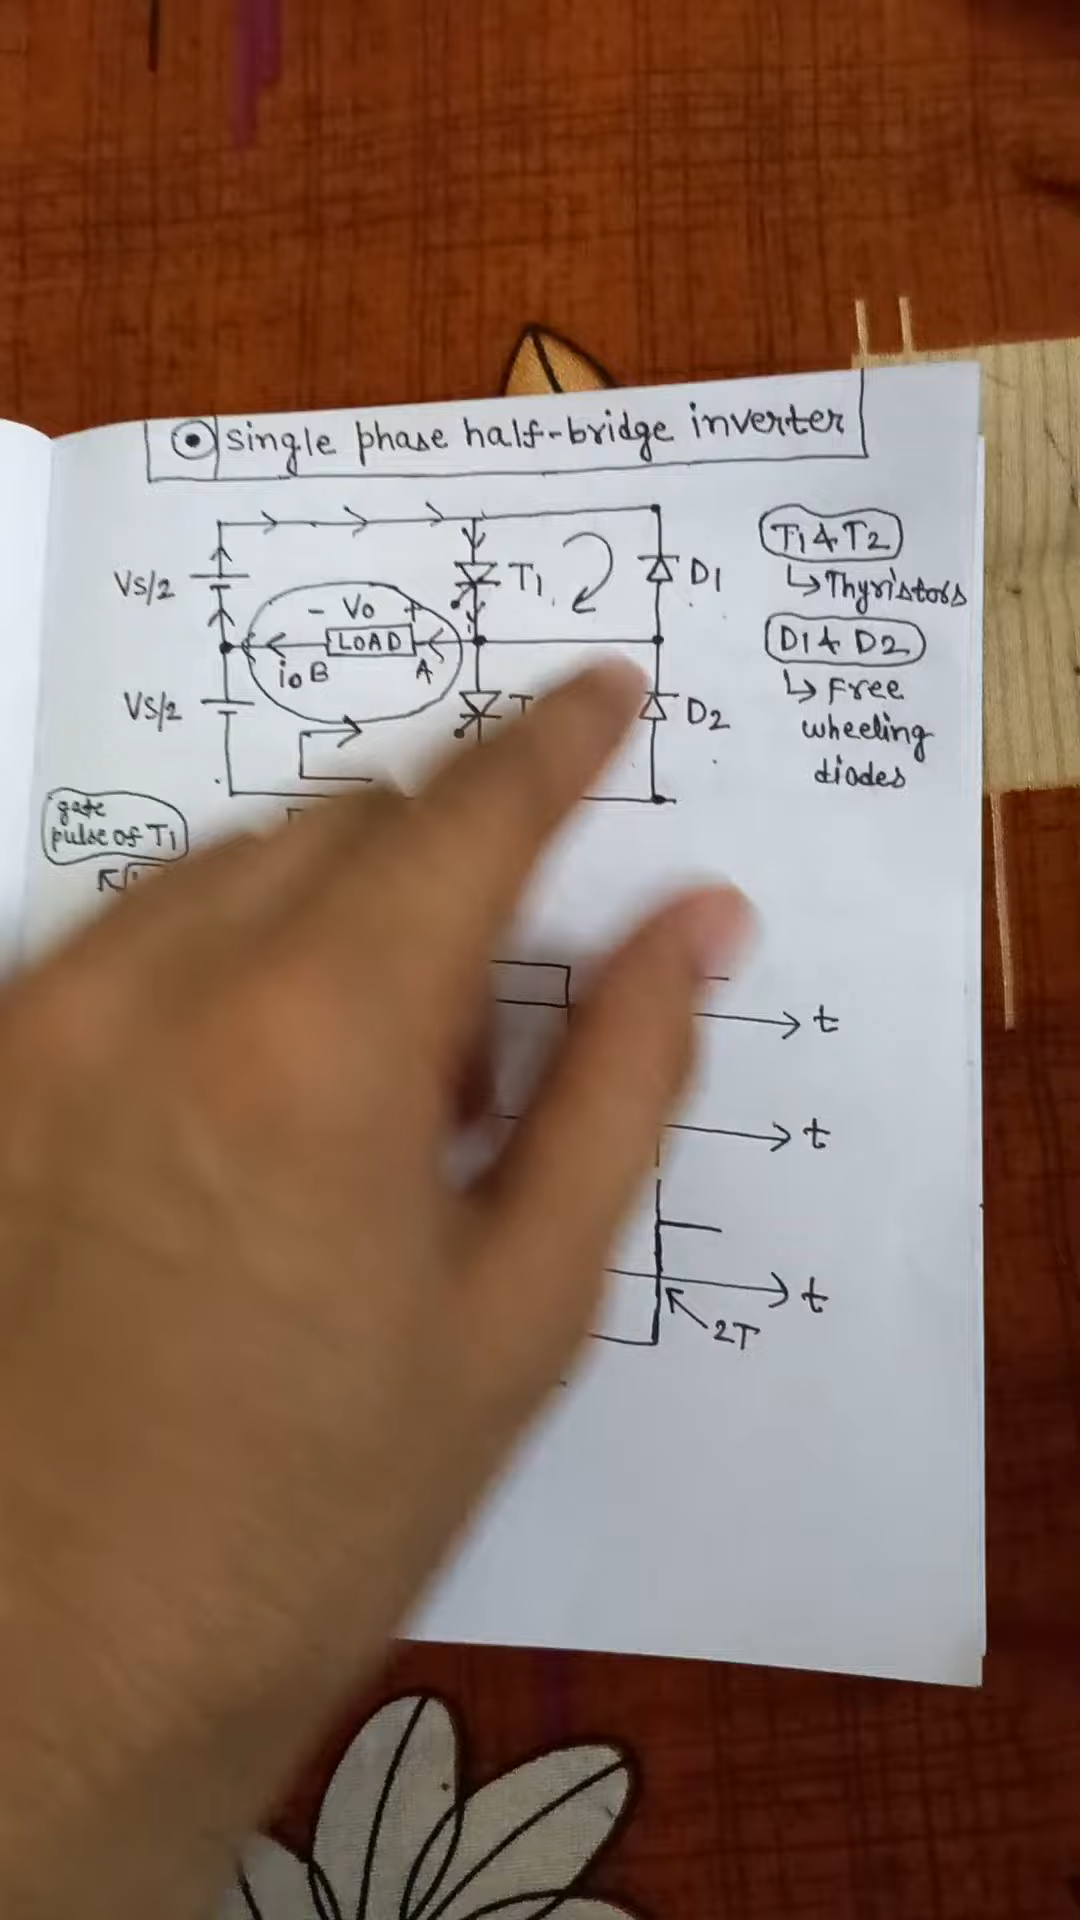 single phase half-bridge inverter
VS/2
T1
D1
T1 & T2
↳ Thyristors
- Vo +
LOAD
io B
A
VS/2
D2
D1 & D2
↳ Free
wheeling
diodes
gate
pulse of T1
t
t
t
2T